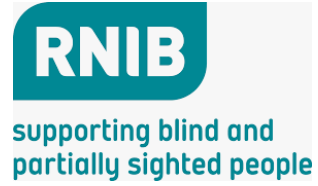 RNIB
supporting blind and
partially sighted people